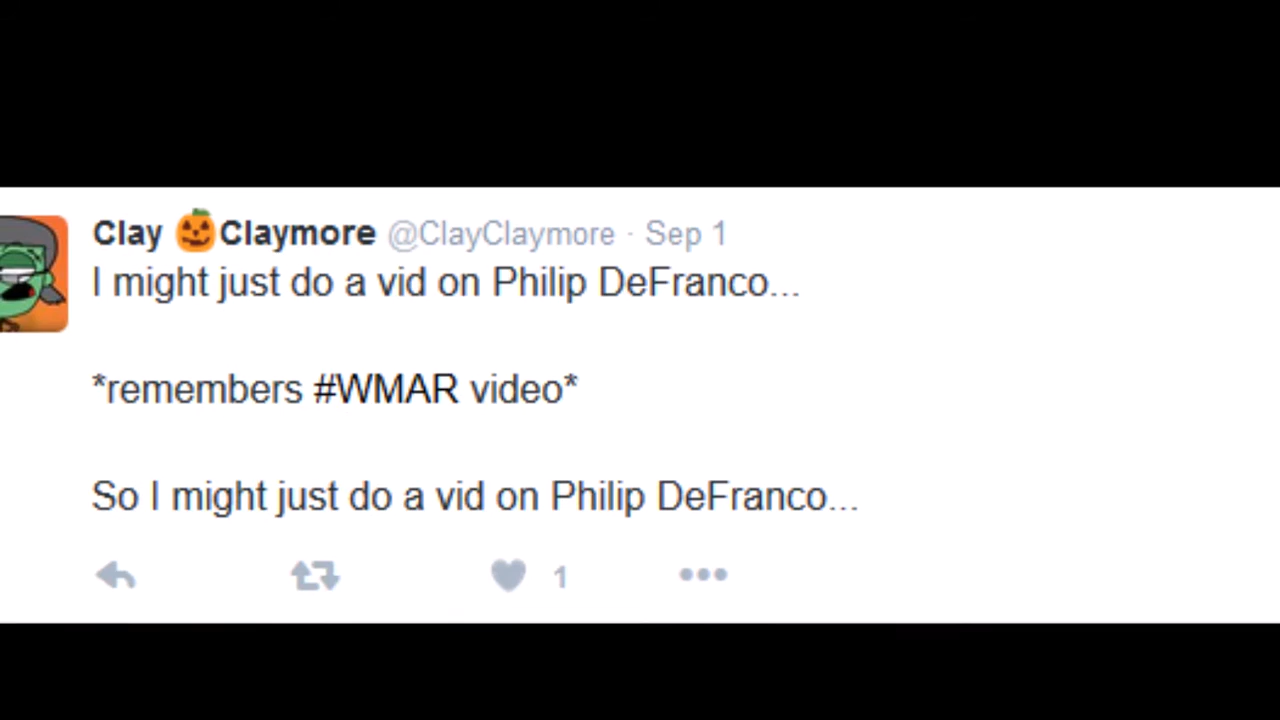 Clay 🎃Claymore @ClayClaymore · Sep 1
I might just do a vid on Philip DeFranco...
*remembers #WMAR video*
So I might just do a vid on Philip DeFranco...
1